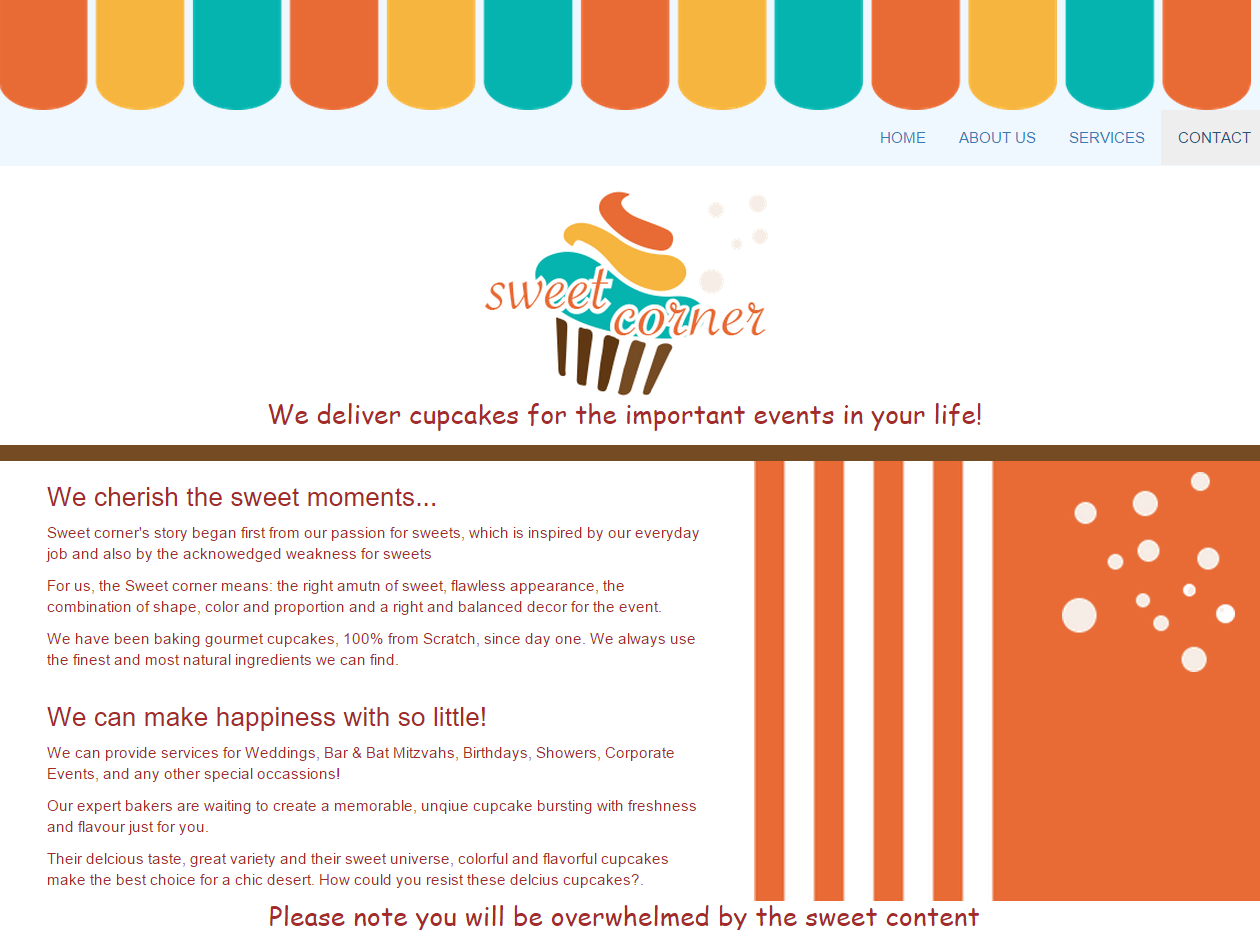 HOME ABOUT US SERVICES CONTACT
sweet
corner
We deliver cupcakes for the important events in your life!
We cherish the sweet moments...
Sweet corner's story began first from our passion for sweets, which is inspired by our everyday
job and also by the acknowedged weakness for sweets
For us, the Sweet corner means: the right amutn of sweet, flawless appearance, the
combination of shape, color and proportion and a right and balanced decor for the event.
We have been baking gourmet cupcakes, 100% from Scratch, since day one. We always use
the finest and most natural ingredients we can find.
We can make happiness with so little!
We can provide services for Weddings, Bar & Bat Mitzvahs, Birthdays, Showers, Corporate
Events, and any other special occassions!
Our expert bakers are waiting to create a memorable, unqiue cupcake bursting with freshness
and flavour just for you.
Their delcious taste, great variety and their sweet universe, colorful and flavorful cupcakes
make the best choice for a chic desert. How could you resist these delcius cupcakes?.
Please note you will be overwhelmed by the sweet content